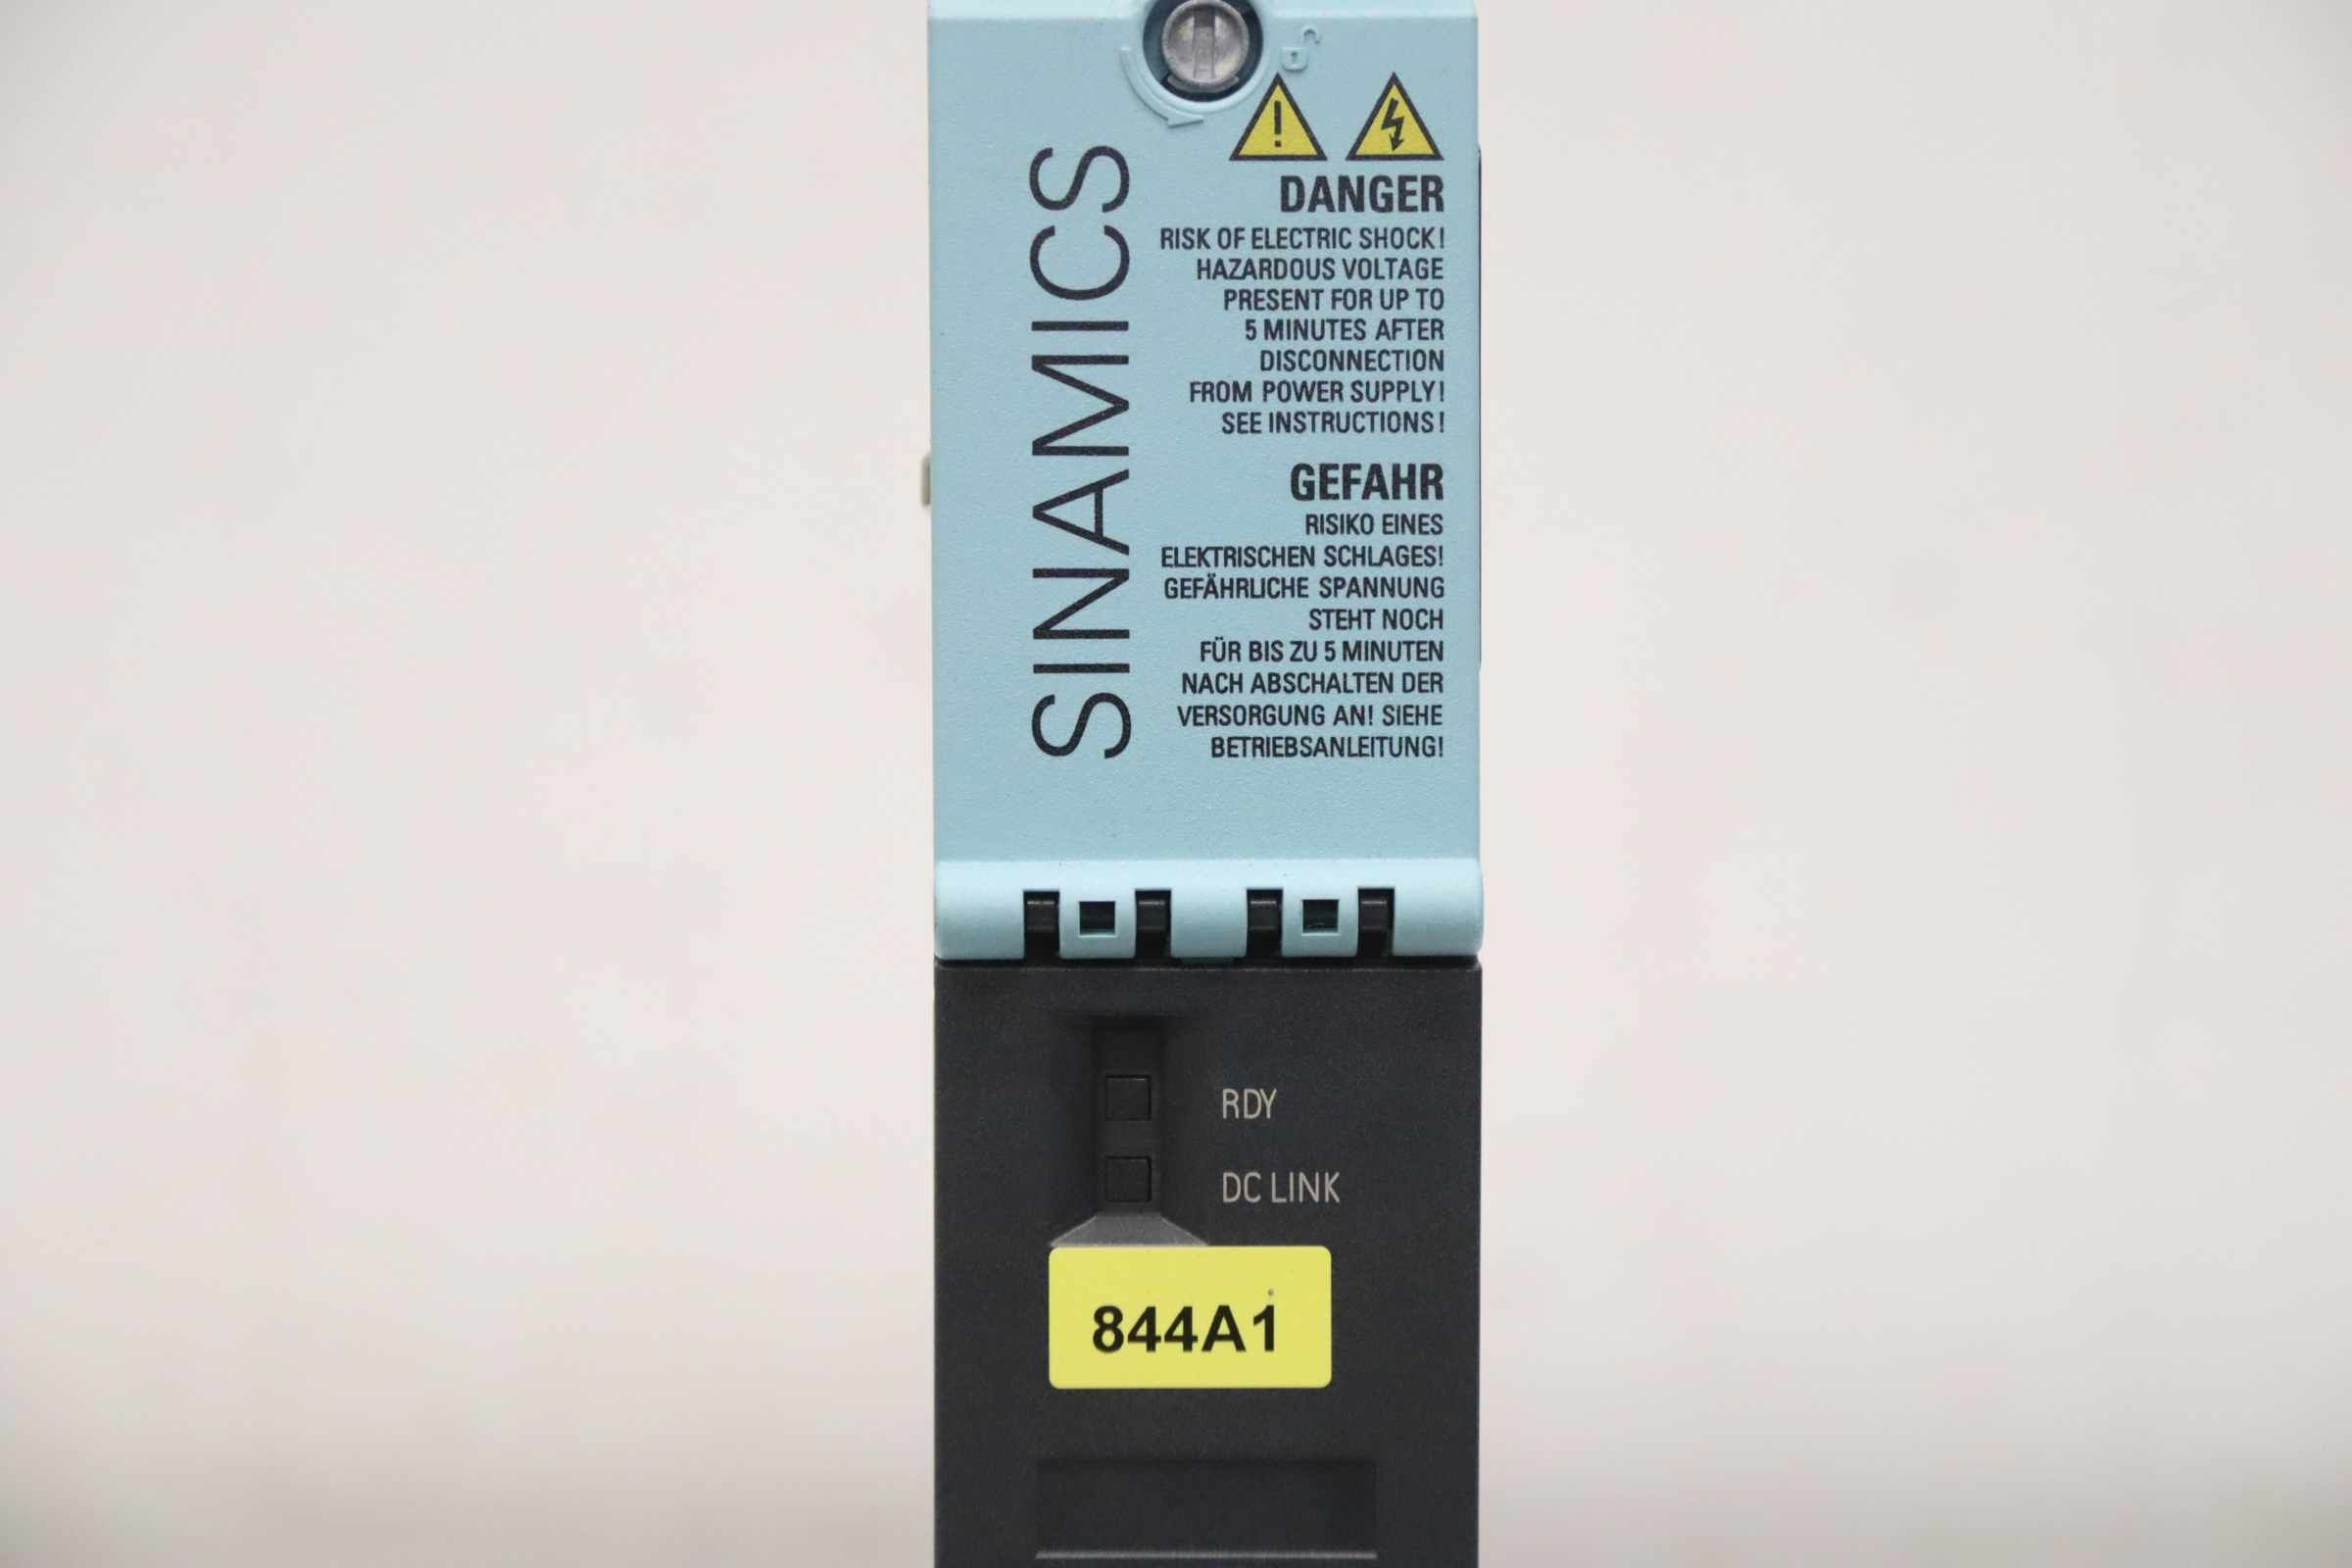 SINAMICS
DANGER
RISK OF ELECTRIC SHOCK!
HAZARDOUS VOLTAGE
PRESENT FOR UP TO
5 MINUTES AFTER
DISCONNECTION
FROM POWER SUPPLY!
SEE INSTRUCTIONS!
GEFAHR
RISIKO EINES
ELEKTRISCHEN SCHLAGES!
GEFÄHRLICHE SPANNUNG
STEHT NOCH
FÜR BIS ZU 5 MINUTEN
NACH ABSCHALTEN DER
VERSORGUNG AN! SIEHE
BETRIEBSANLEITUNG!
RDY
DC LINK
844A1